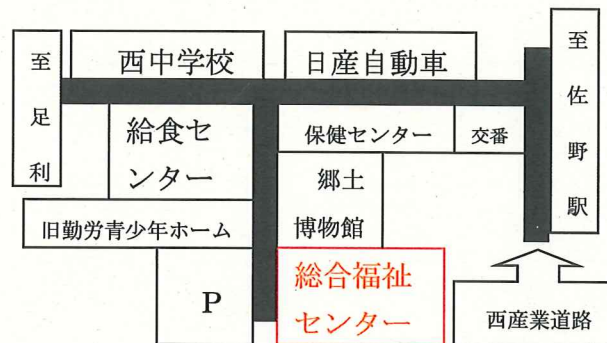 至足利
西中学校
日産自動車
至佐野駅
給食セ
ンター
保健センター
交番
郷土
博物館
旧勤労青少年ホーム
総合福祉
センター
P
西産業道路